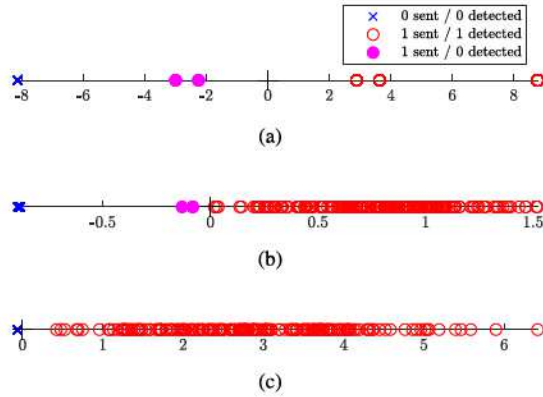 0 sent / 0 detected
1 sent / 1 detected
1 sent / 0 detected
-8 -6 -4 -2 0 2 4 6 8
(a)
-0.5 0 0.5 1 1.5
(b)
0 1 2 3 4 5 6
(c)